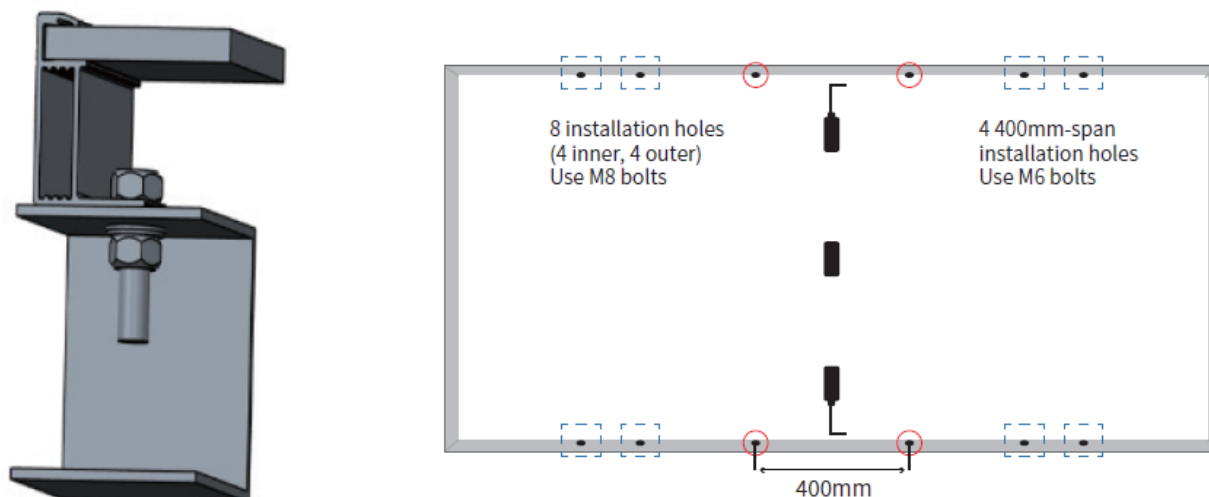 8 installation holes
(4 inner, 4 outer)
Use M8 bolts
4 400mm-span
installation holes
Use M6 bolts
400mm